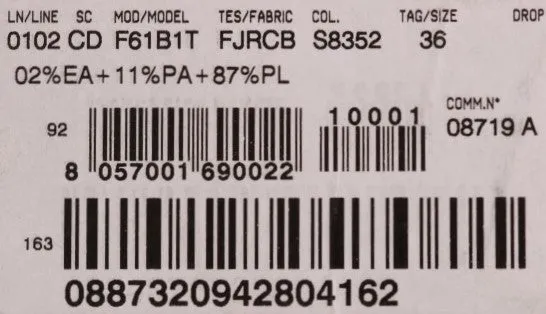 LN/LINE SC MOD/MODEL TES/FABRIC COL. TAG/SIZE DROP
0102 CD F61B1T FJRCB S8352 36
02%EA+11%PA+87%PL
10001 COMM.N°
92 08719 A
8 057001 690022
163
0887320942804162